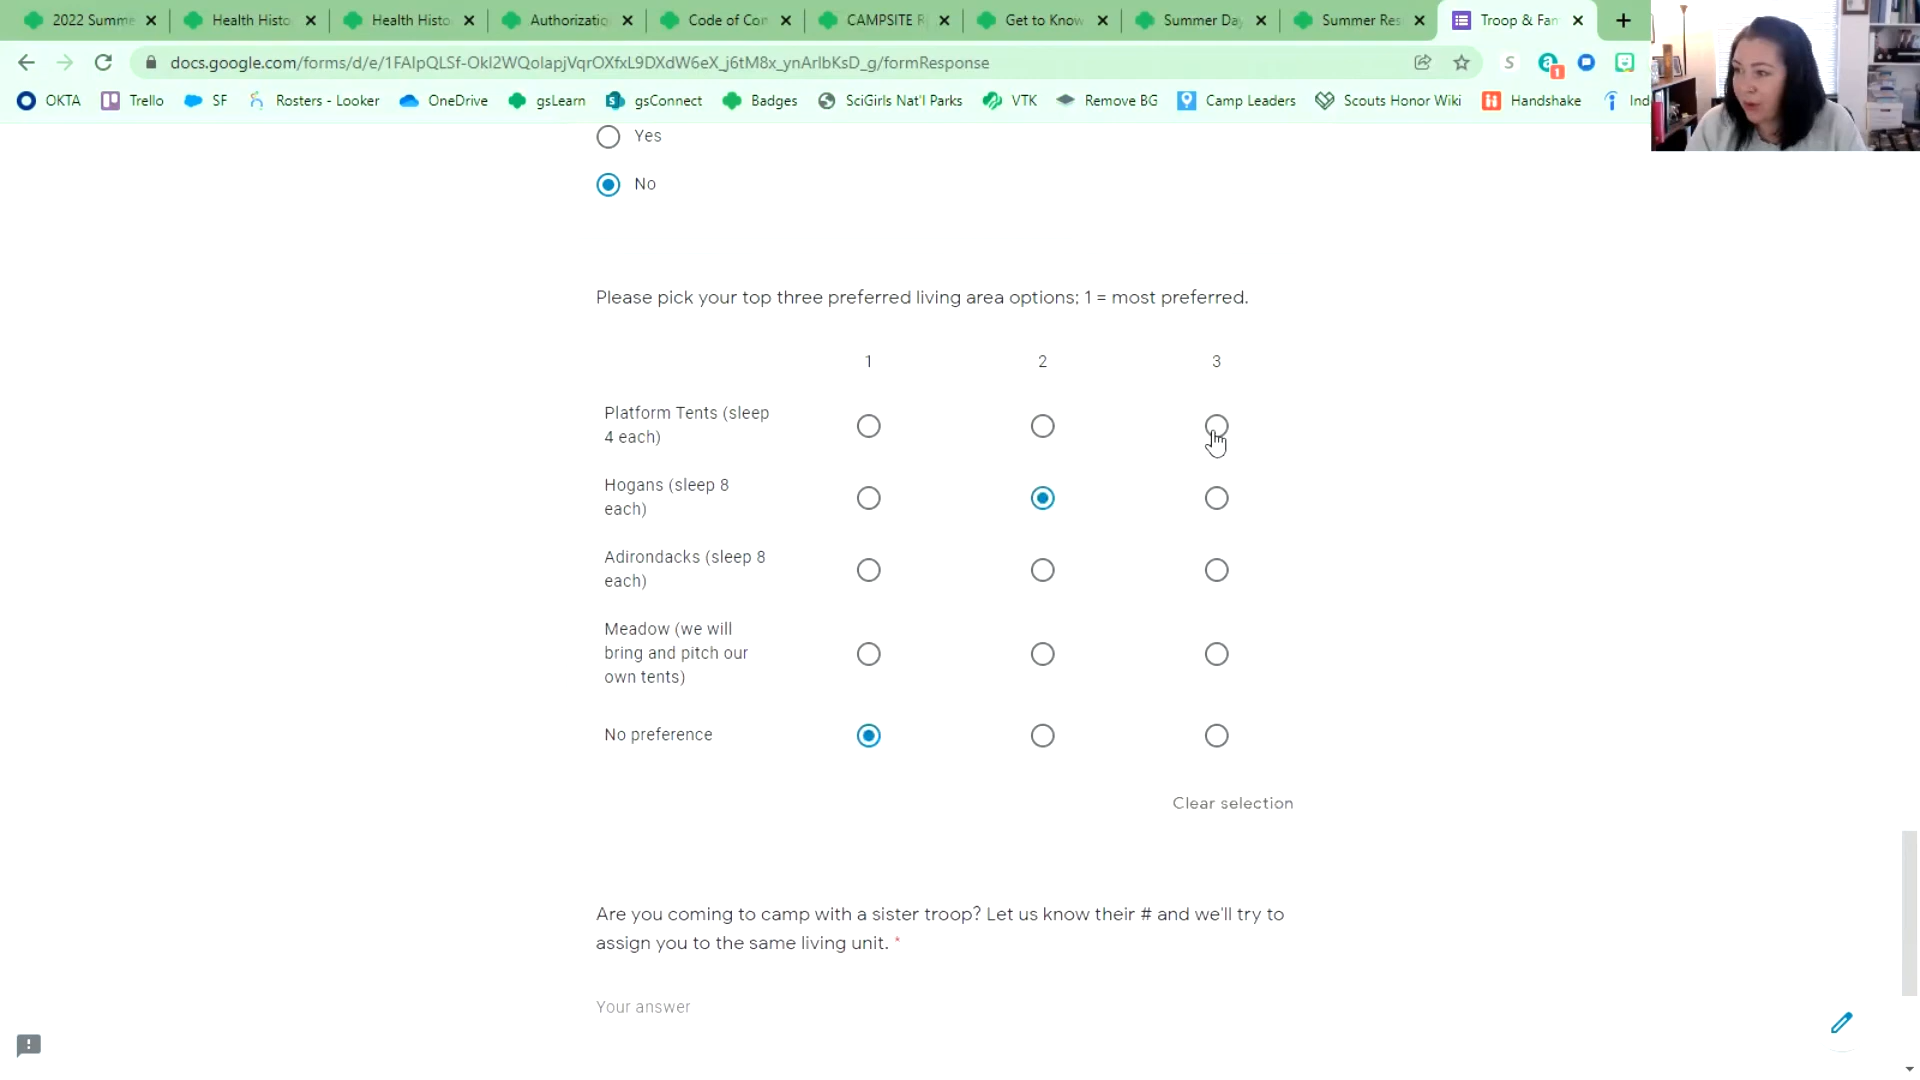 2022 Summe
Health Histo
Health Histo
Authorizatio
Code of Con
CAMPSITE R
Get to Know
Summer Day
Summer Res
Troop & Fam
docs.google.com/forms/d/e/1FAIpQLSf-OkI2WQoIapjVqrOXfxL9DXdW6eX_j6tM8x_ynArIbKsD_g/formResponse
OKTA
Trello
SF
Rosters - Looker
OneDrive
gsLearn
gsConnect
Badges
SciGirls Nat'l Parks
VTK
Remove BG
Camp Leaders
Scouts Honor Wiki
Handshake
Ind
Yes
No
Please pick your top three preferred living area options; 1 = most preferred.
1 2 3
Platform Tents (sleep
4 each)
Hogans (sleep 8
each)
Adirondacks (sleep 8
each)
Meadow (we will
bring and pitch our
own tents)
No preference
Clear selection
Are you coming to camp with a sister troop? Let us know their # and we'll try to
assign you to the same living unit. *
Your answer